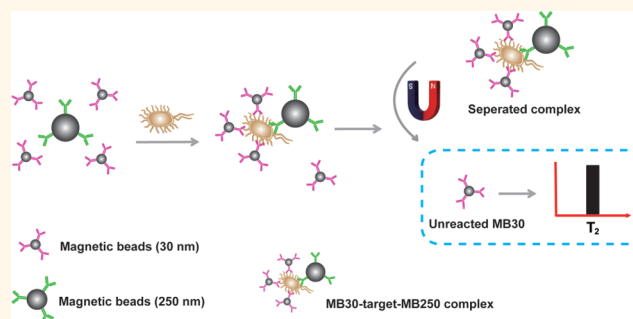 S N
Seperated complex
Unreacted MB30
T₂
Magnetic beads (30 nm)
Magnetic beads (250 nm)
MB30-target-MB250 complex